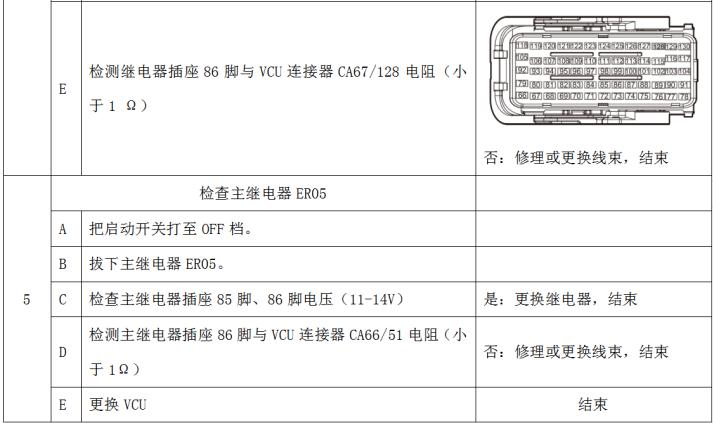 E
检测继电器插座 86 脚与 VCU 连接器 CA67/128 电阻（小
于 1 Ω）
118 119 120 121 122 123 124 125 126 127 128 129 130
105 106 107 108 109 110 111 112 113 114 115 116 117
92 93 94 95 96 97 98 99 100 101 102 103 104
79 80 81 82 83 84 85 86 87 88 89 90 91
66 67 68 69 70 71 72 73 74 75 76 77 78
否：修理或更换线束，结束
5
检查主继电器 ER05
A 把启动开关打至 OFF 档。
B 拔下主继电器 ER05。
C 检查主继电器插座 85 脚、86 脚电压（11-14V） 是：更换继电器，结束
D
检测主继电器插座 86 脚与 VCU 连接器 CA66/51 电阻（小
于 1Ω）
否：修理或更换线束，结束
E 更换 VCU 结束